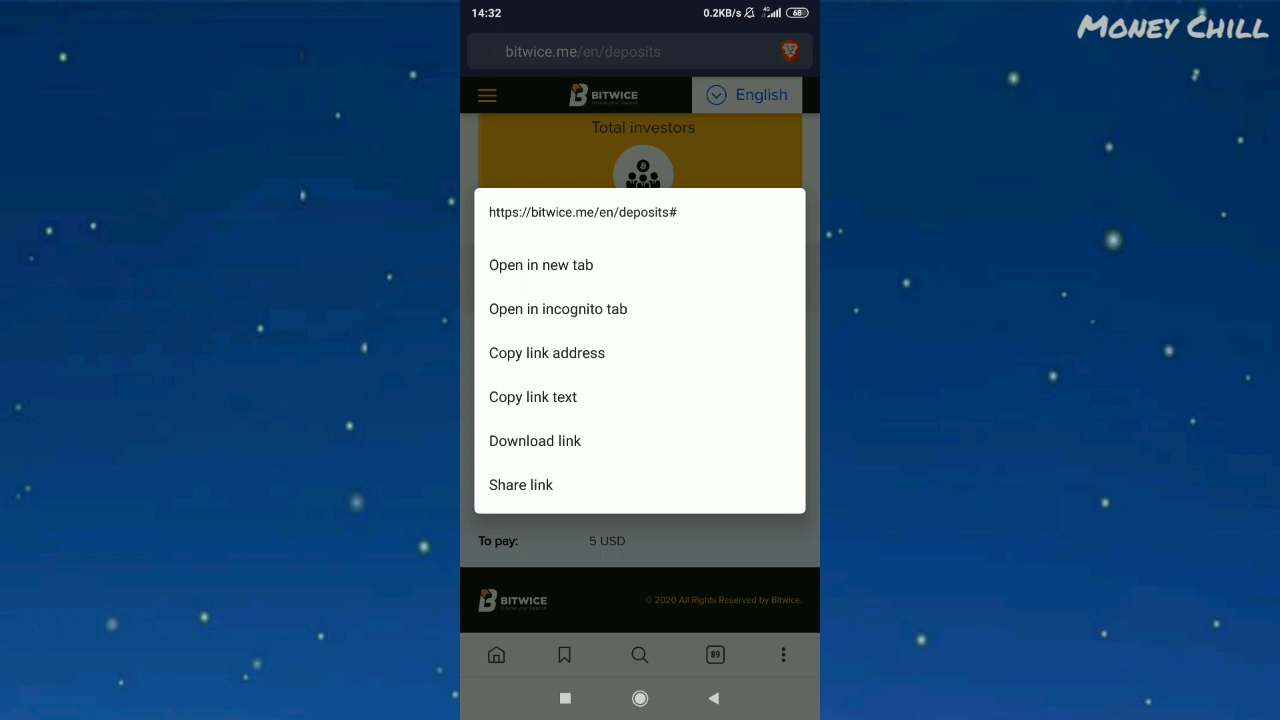 Money Chill
14:32
0.2KB/s 4G 68
bitwice.me/en/deposits
BITWICE
English
Total investors
https://bitwice.me/en/deposits#
Open in new tab
Open in incognito tab
Copy link address
Copy link text
Download link
Share link
To pay: 5 USD
BITWICE
© 2020 All Rights Reserved by Bitwice.
89